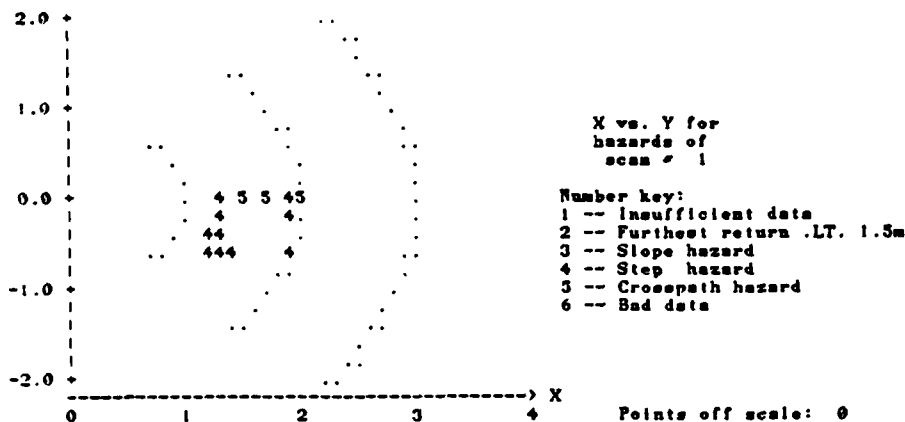 2.0
1.0
0.0
-1.0
-2.0
4 5 5 45
4 4
44
444 4
0 1 2 3 4
X
X vs. Y for
hazards of
scan # 1
Number key:
1 -- Insufficient data
2 -- Furthest return .LT. 1.5m
3 -- Slope hazard
4 -- Step hazard
5 -- Crosspath hazard
6 -- Bad data
Points off scale: 0